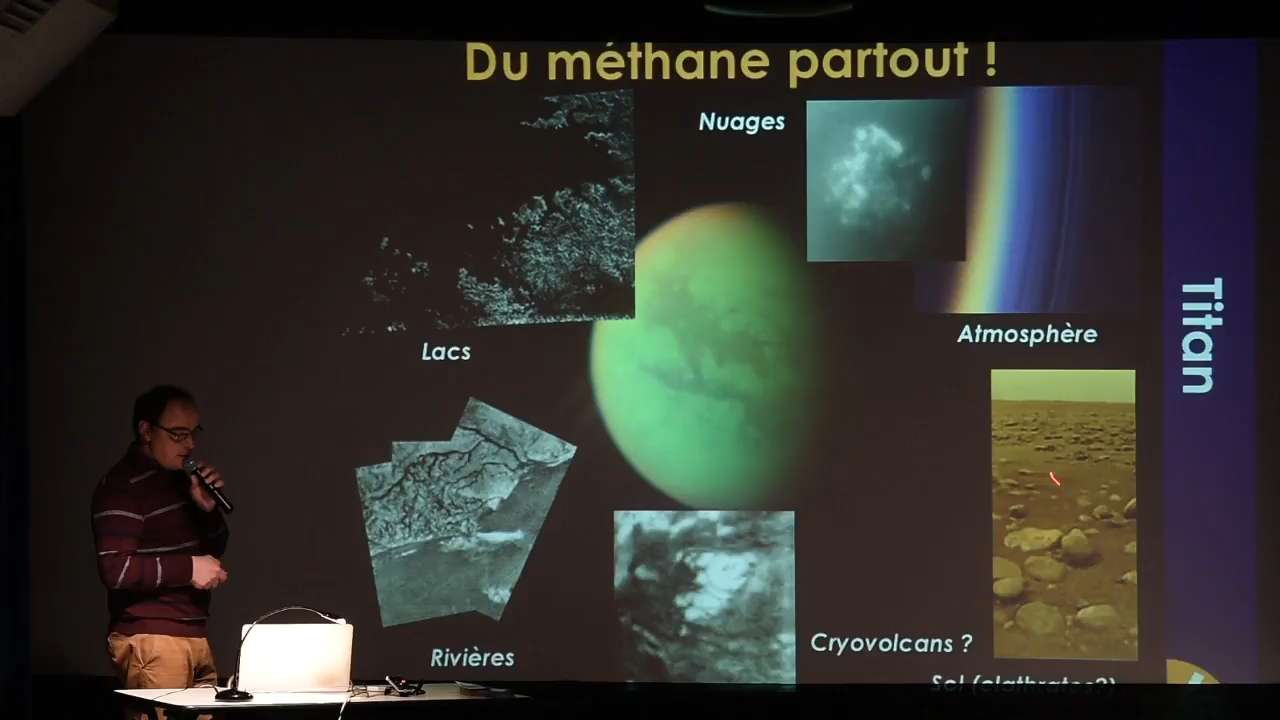 Du méthane partout !
Nuages
Atmosphère
Lacs
Titan
Rivières
Cryovolcans ?
Sol (clathrates?)